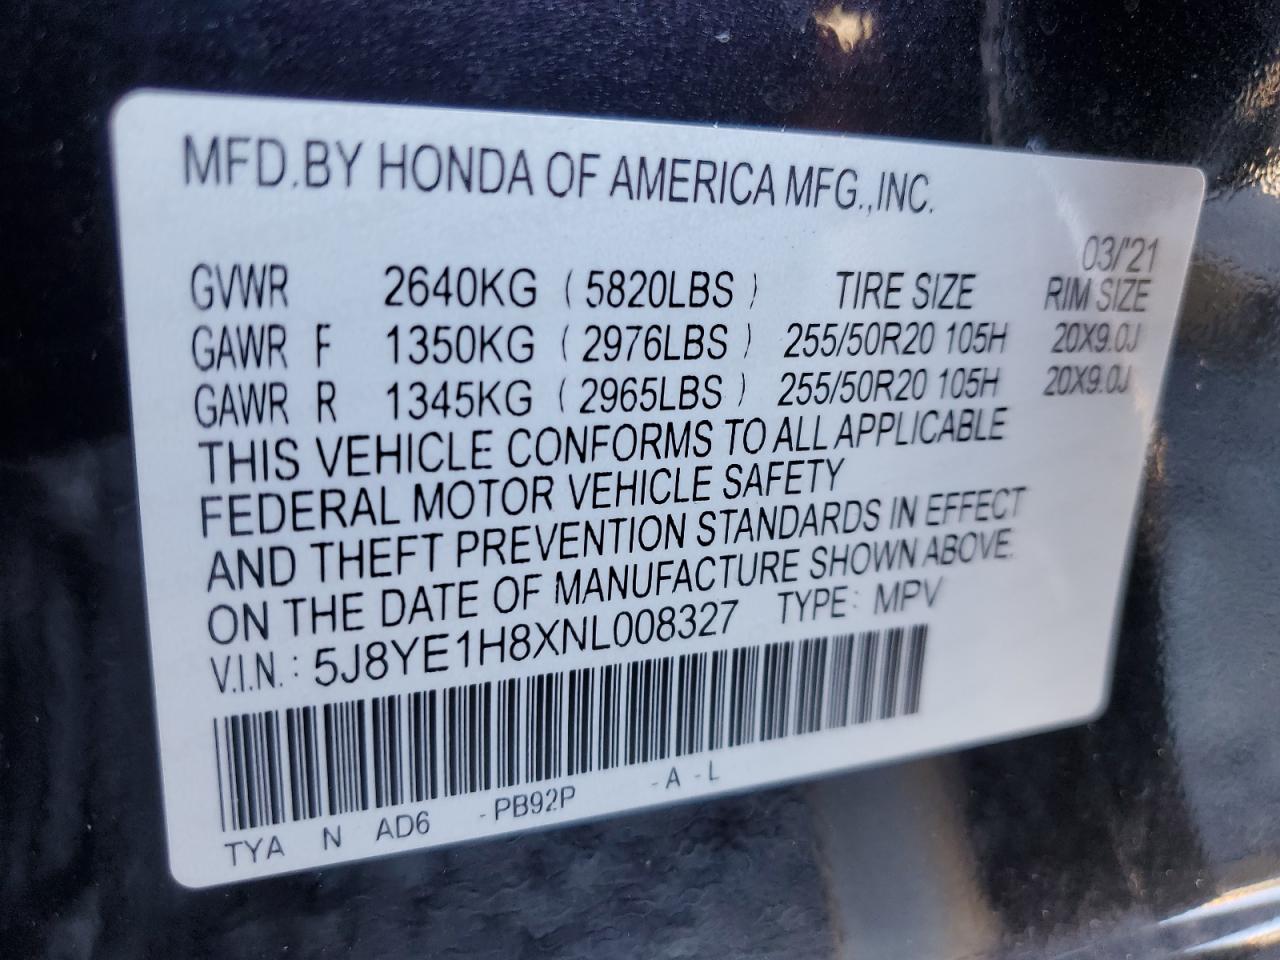 MFD.BY HONDA OF AMERICA MFG.,INC.
03/'21
GVWR 2640KG (5820LBS) TIRE SIZE RIM SIZE
GAWR F 1350KG (2976LBS) 255/50R20 105H 20X9.0J
GAWR R 1345KG (2965LBS) 255/50R20 105H 20X9.0J
THIS VEHICLE CONFORMS TO ALL APPLICABLE
FEDERAL MOTOR VEHICLE SAFETY
AND THEFT PREVENTION STANDARDS IN EFFECT
ON THE DATE OF MANUFACTURE SHOWN ABOVE.
V.I.N.: 5J8YE1H8XNL008327 TYPE: MPV
TYA N AD6 -PB92P -A -L